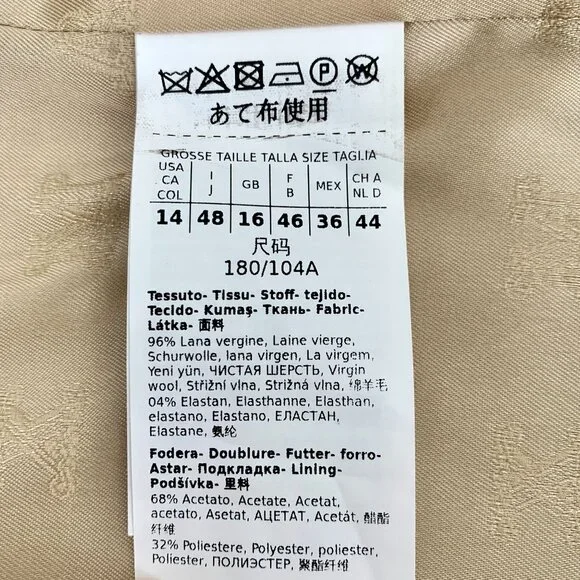 P W
あて布使用
GROSSE TAILLE TALLA SIZE TAGLIA
USA CA COL I J GB F B MEX CH A NL D
14 48 16 46 36 44
尺码
180/104A
Tessuto- Tissu- Stoff- tejido-
Tecido- Kumaş- Ткань- Fabric-
Látka- 面料
96% Lana vergine, Laine vierge,
Schurwolle, lana virgen, La virgem,
Yeni yün, ЧИСТАЯ ШЕРСТЬ, Virgin
wool, Střižní vlna, Strižná vlna, 绵羊毛
04% Elastan, Elasthanne, Elasthan,
elastano, Elastano, ЕЛАСТАН,
Elastane, 氨纶
Fodera- Doublure- Futter- forro-
Astar- Подкладка- Lining-
Podšívka- 里料
68% Acetato, Acetate, Acetat,
acetato, Asetat, АЦЕТАТ, Acetát, 醋酯
纤维
32% Poliestere, Polyester, poliester,
Poliester, ПОЛИЭСТЕР, 聚酯纤维